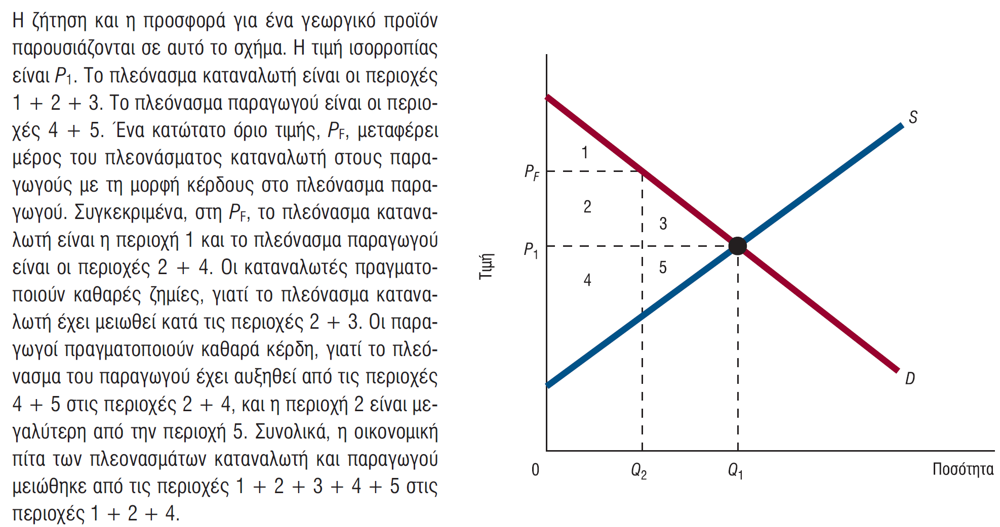 Η ζήτηση και η προσφορά για ένα γεωργικό προϊόν
παρουσιάζονται σε αυτό το σχήμα. Η τιμή ισορροπίας
είναι P1. Το πλεόνασμα καταναλωτή είναι οι περιοχές
1 + 2 + 3. Το πλεόνασμα παραγωγού είναι οι περιο-
χές 4 + 5. Ένα κατώτατο όριο τιμής, PF, μεταφέρει
μέρος του πλεονάσματος καταναλωτή στους παρα-
γωγούς με τη μορφή κέρδους στο πλεόνασμα παρα-
γωγού. Συγκεκριμένα, στη PF, το πλεόνασμα κατανα-
λωτή είναι η περιοχή 1 και το πλεόνασμα παραγωγού
είναι οι περιοχές 2 + 4. Οι καταναλωτές πραγματο-
ποιούν καθαρές ζημίες, γιατί το πλεόνασμα κατανα-
λωτή έχει μειωθεί κατά τις περιοχές 2 + 3. Οι παρα-
γωγοί πραγματοποιούν καθαρά κέρδη, γιατί το πλεό-
νασμα του παραγωγού έχει αυξηθεί από τις περιοχές
4 + 5 στις περιοχές 2 + 4, και η περιοχή 2 είναι με-
γαλύτερη από την περιοχή 5. Συνολικά, η οικονομική
πίτα των πλεονασμάτων καταναλωτή και παραγωγού
μειώθηκε από τις περιοχές 1 + 2 + 3 + 4 + 5 στις
περιοχές 1 + 2 + 4.
S
1
PF
2
3
P1
Τιμή
5
4
D
0
Q2
Q1
Ποσότητα